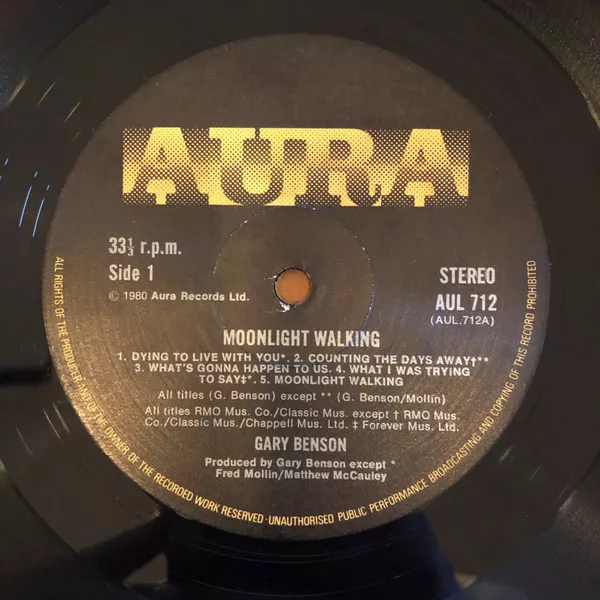 AURA
33⅓ r.p.m.
Side 1
℗ 1980 Aura Records Ltd.
STEREO
AUL 712
(AUL.712A)
MOONLIGHT WALKING
1. DYING TO LIVE WITH YOU*. 2. COUNTING THE DAYS AWAY†**
3. WHAT'S GONNA HAPPEN TO US. 4. WHAT I WAS TRYING
TO SAY‡*. 5. MOONLIGHT WALKING
All titles (G. Benson) except ** (G. Benson/Mollin)
All titles RMO Mus. Co./Classic Mus. except † RMO Mus.
Co./Classic Mus./Chappell Mus. Ltd. ‡ Forever Mus. Ltd.
GARY BENSON
Produced by Gary Benson except *
Fred Mollin/Matthew McCauley
ALL RIGHTS OF THE PRODUCER AND OF THE OWNER OF THE RECORDED WORK RESERVED·UNAUTHORISED PUBLIC PERFORMANCE BROADCASTING AND COPYING OF THIS RECORD PROHIBITED